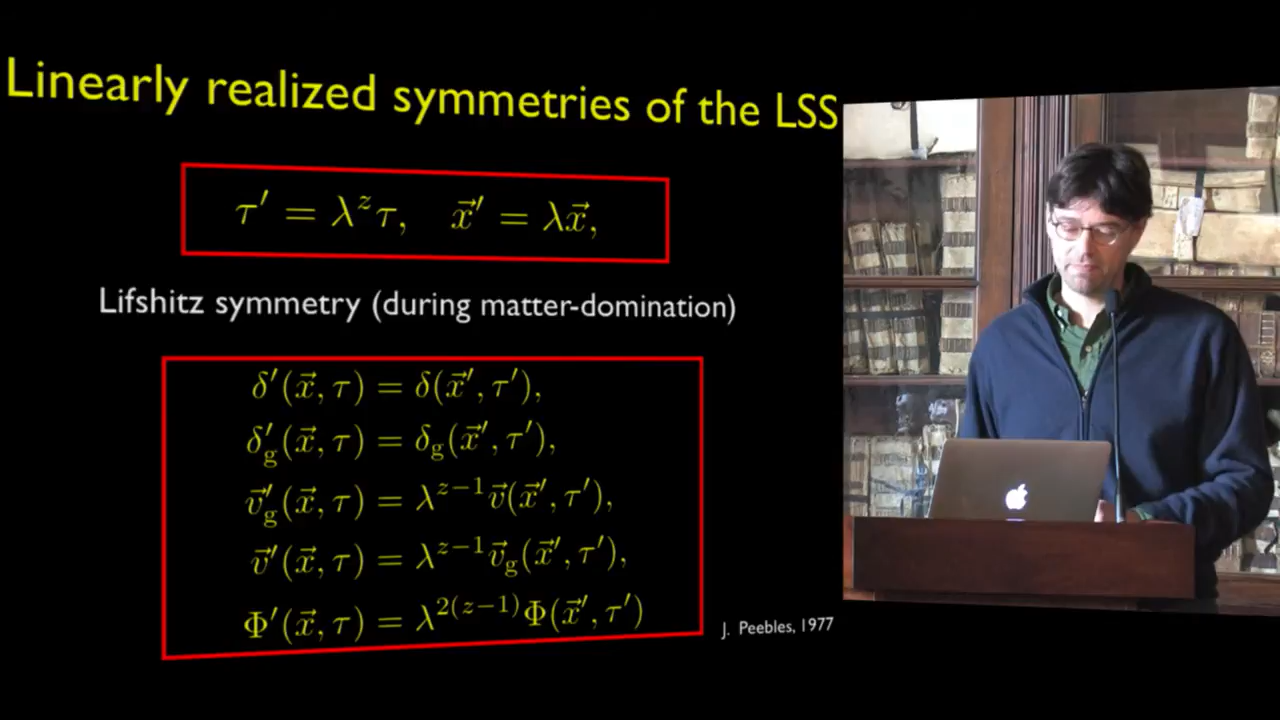 Linearly realized symmetries of the LSS
τ′ = λ^z τ, x⃗′ = λx⃗,
Lifshitz symmetry (during matter-domination)
δ′(x⃗, τ) = δ(x⃗′, τ′),
δ′_g(x⃗, τ) = δ_g(x⃗′, τ′),
v⃗′_g(x⃗, τ) = λ^{z−1} v⃗(x⃗′, τ′),
v⃗′(x⃗, τ) = λ^{z−1} v⃗_g(x⃗′, τ′),
Φ′(x⃗, τ) = λ^{2(z−1)} Φ(x⃗′, τ′)
J. Peebles, 1977